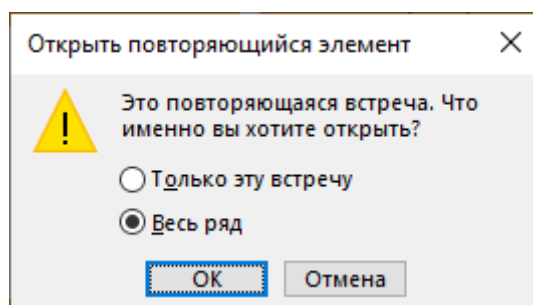 Открыть повторяющийся элемент
Это повторяющаяся встреча. Что
именно вы хотите открыть?
Только эту встречу
Весь ряд
ОК
Отмена